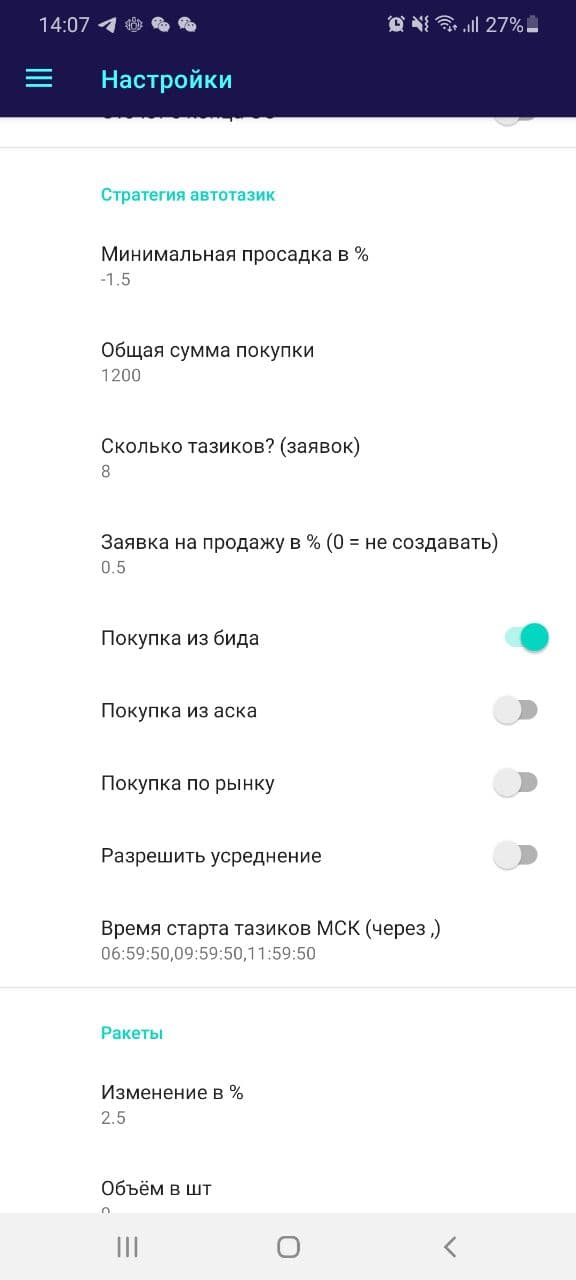 14:07
27%
Настройки
Стратегия автотазик
Минимальная просадка в %
-1.5
Общая сумма покупки
1200
Сколько тазиков? (заявок)
8
Заявка на продажу в % (0 = не создавать)
0.5
Покупка из бида
Покупка из аска
Покупка по рынку
Разрешить усреднение
Время старта тазиков МСК (через ,)
06:59:50,09:59:50,11:59:50
Ракеты
Изменение в %
2.5
Объём в шт